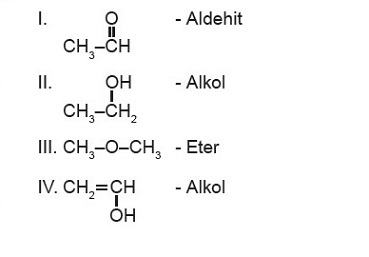 I. O - Aldehit
CH₃–CH
II. OH - Alkol
CH₃–CH₂
III. CH₃–O–CH₃ - Eter
IV. CH₂=CH - Alkol
OH